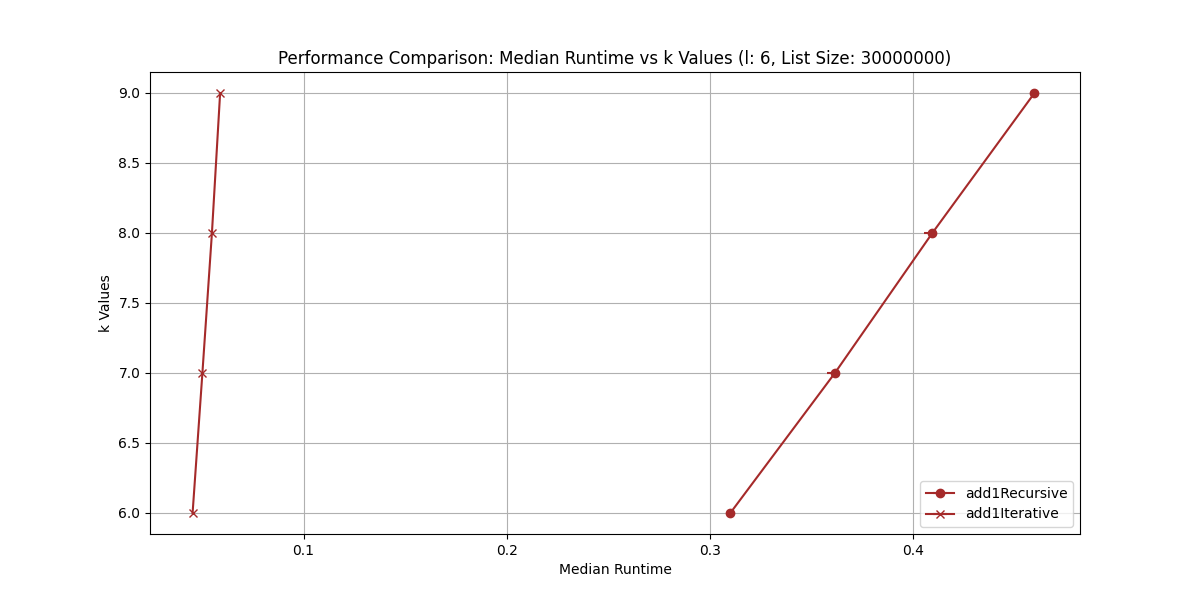 Performance Comparison: Median Runtime vs k Values (l: 6, List Size: 30000000)
9.0
8.5
8.0
7.5
7.0
6.5
6.0
k Values
0.1 0.2 0.3 0.4
Median Runtime
add1Recursive
add1Iterative